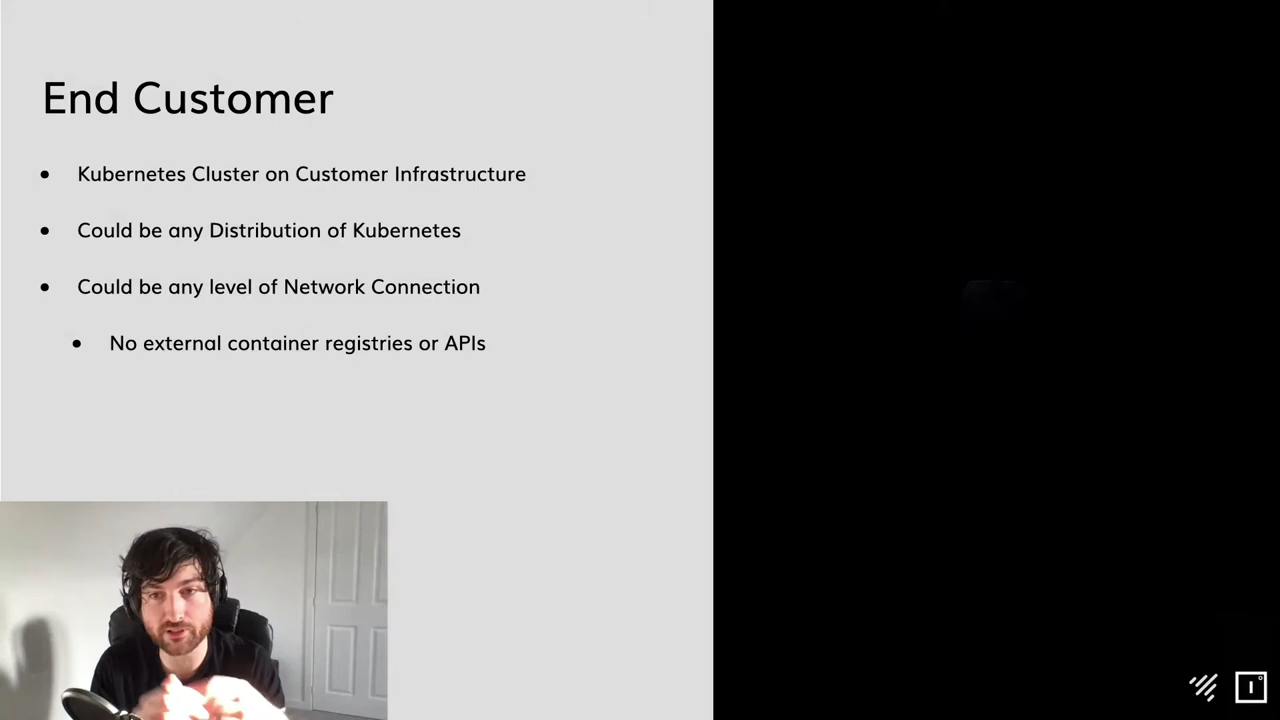 End Customer
Kubernetes Cluster on Customer Infrastructure
Could be any Distribution of Kubernetes
Could be any level of Network Connection
No external container registries or APIs